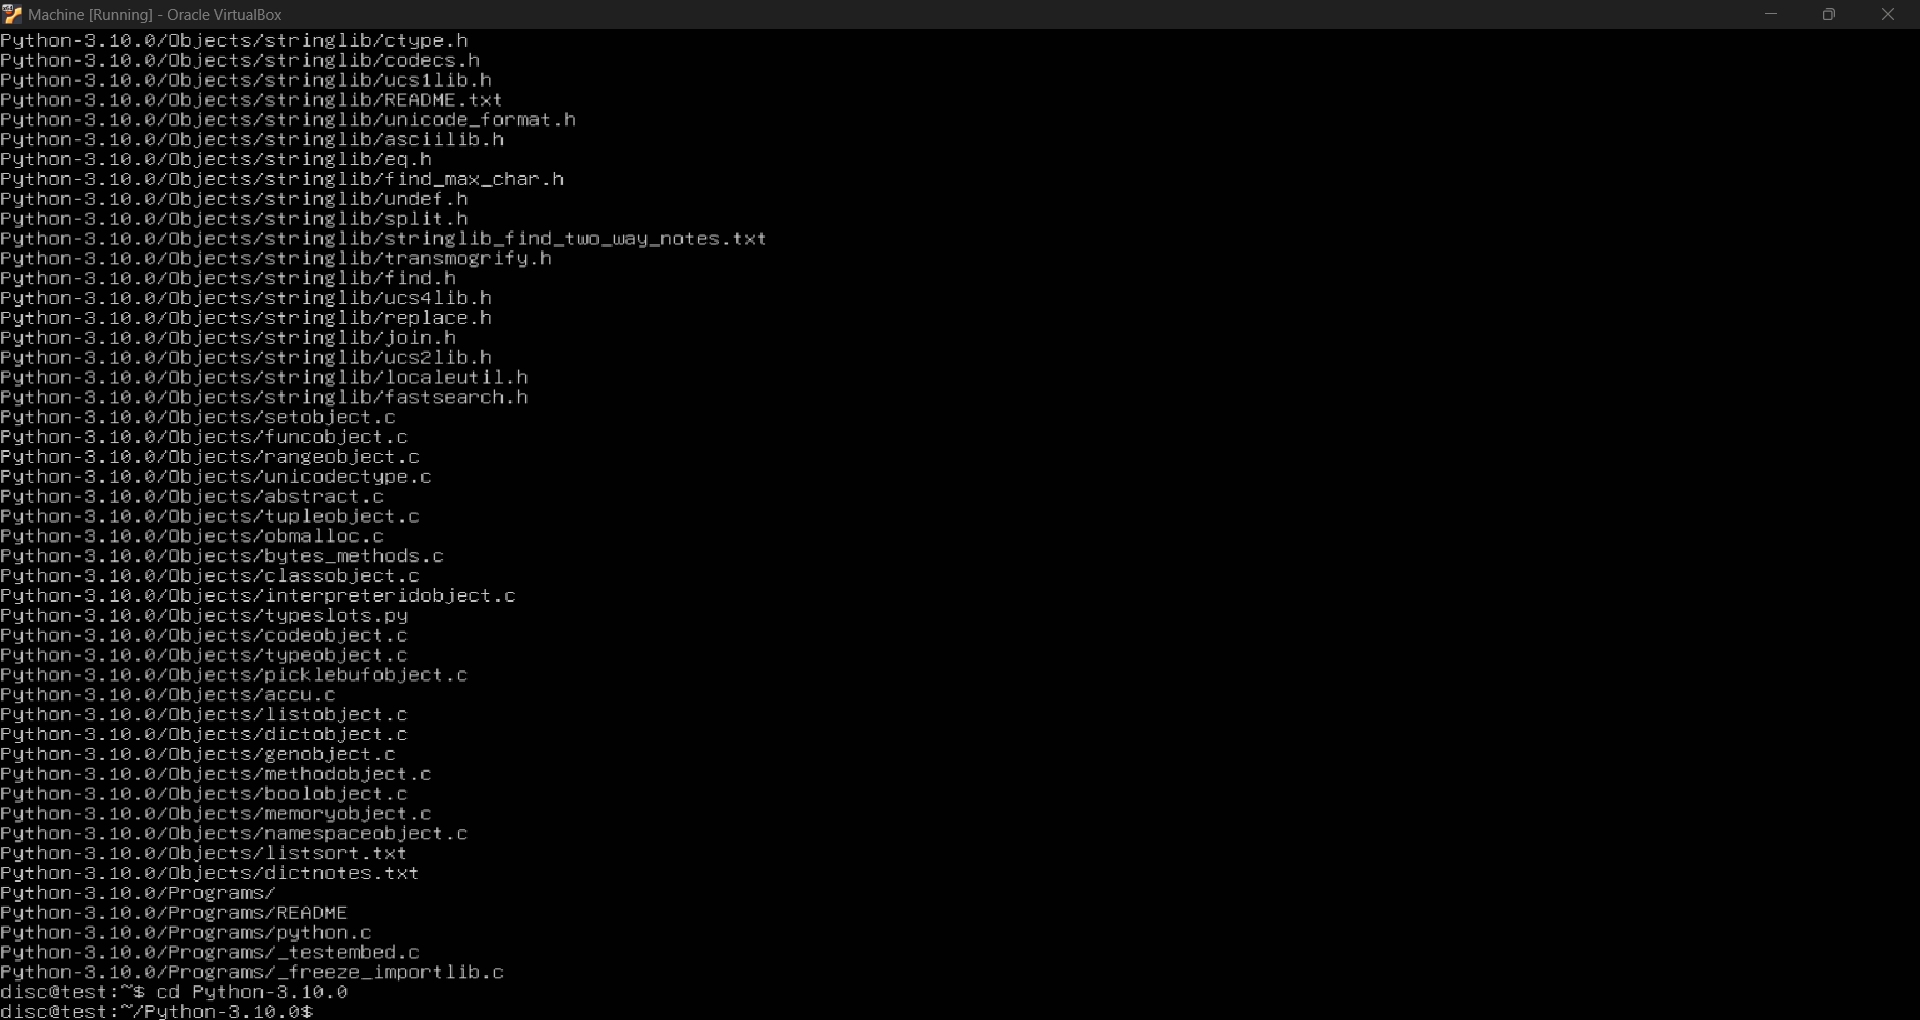 Machine [Running] - Oracle VirtualBox
Python-3.10.0/Objects/stringlib/ctype.h
Python-3.10.0/Objects/stringlib/codecs.h
Python-3.10.0/Objects/stringlib/ucs1lib.h
Python-3.10.0/Objects/stringlib/README.txt
Python-3.10.0/Objects/stringlib/unicode_format.h
Python-3.10.0/Objects/stringlib/asciilib.h
Python-3.10.0/Objects/stringlib/eq.h
Python-3.10.0/Objects/stringlib/find_max_char.h
Python-3.10.0/Objects/stringlib/undef.h
Python-3.10.0/Objects/stringlib/split.h
Python-3.10.0/Objects/stringlib/stringlib_find_two_way_notes.txt
Python-3.10.0/Objects/stringlib/transmogrify.h
Python-3.10.0/Objects/stringlib/find.h
Python-3.10.0/Objects/stringlib/ucs4lib.h
Python-3.10.0/Objects/stringlib/replace.h
Python-3.10.0/Objects/stringlib/join.h
Python-3.10.0/Objects/stringlib/ucs2lib.h
Python-3.10.0/Objects/stringlib/localeutil.h
Python-3.10.0/Objects/stringlib/fastsearch.h
Python-3.10.0/Objects/setobject.c
Python-3.10.0/Objects/funcobject.c
Python-3.10.0/Objects/rangeobject.c
Python-3.10.0/Objects/unicodectype.c
Python-3.10.0/Objects/abstract.c
Python-3.10.0/Objects/tupleobject.c
Python-3.10.0/Objects/obmalloc.c
Python-3.10.0/Objects/bytes_methods.c
Python-3.10.0/Objects/classobject.c
Python-3.10.0/Objects/interpreteridobject.c
Python-3.10.0/Objects/typeslots.py
Python-3.10.0/Objects/codeobject.c
Python-3.10.0/Objects/typeobject.c
Python-3.10.0/Objects/picklebufobject.c
Python-3.10.0/Objects/accu.c
Python-3.10.0/Objects/listobject.c
Python-3.10.0/Objects/dictobject.c
Python-3.10.0/Objects/genobject.c
Python-3.10.0/Objects/methodobject.c
Python-3.10.0/Objects/boolobject.c
Python-3.10.0/Objects/memoryobject.c
Python-3.10.0/Objects/namespaceobject.c
Python-3.10.0/Objects/listsort.txt
Python-3.10.0/Objects/dictnotes.txt
Python-3.10.0/Programs/
Python-3.10.0/Programs/README
Python-3.10.0/Programs/python.c
Python-3.10.0/Programs/_testembed.c
Python-3.10.0/Programs/_freeze_importlib.c
disc@test:~$ cd Python-3.10.0
disc@test:~/Python-3.10.0$